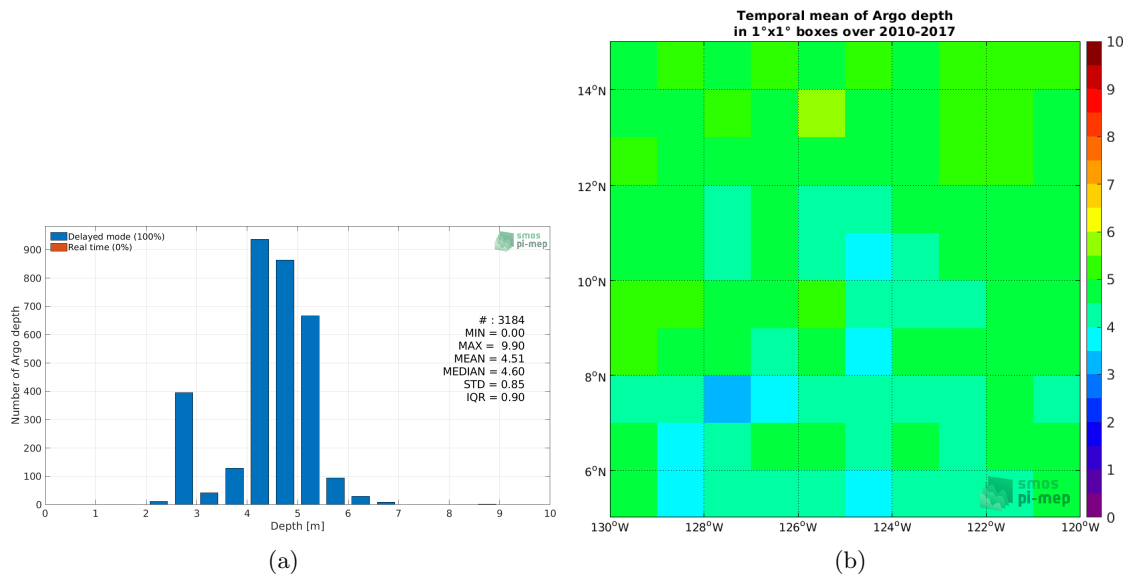 Temporal mean of Argo depth
in 1°x1° boxes over 2010-2017
Delayed mode (100%)
Real time (0%)
smos
pi-mep
# : 3184
MIN = 0.00
MAX = 9.90
MEAN = 4.51
MEDIAN = 4.60
STD = 0.85
IQR = 0.90
Number of Argo depth
900
800
700
600
500
400
300
200
100
0
0 1 2 3 4 5 6 7 8 9 10
Depth [m]
(a)
14°N
12°N
10°N
8°N
6°N
130°W 128°W 126°W 124°W 122°W 120°W
smos
pi-mep
10
9
8
7
6
5
4
3
2
1
0
(b)